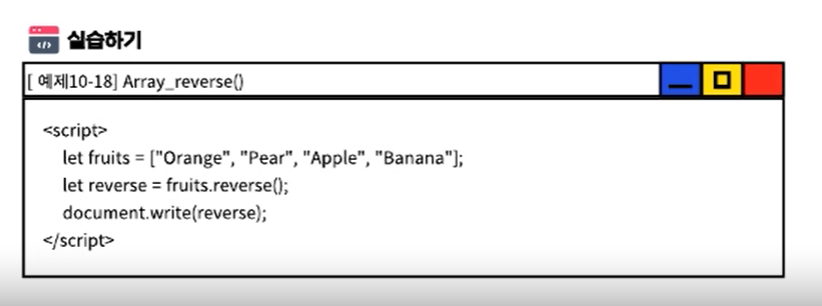 실습하기
[ 예제10-18] Array_reverse()
<script>
let fruits = ["Orange", "Pear", "Apple", "Banana"];
let reverse = fruits.reverse();
document.write(reverse);
</script>